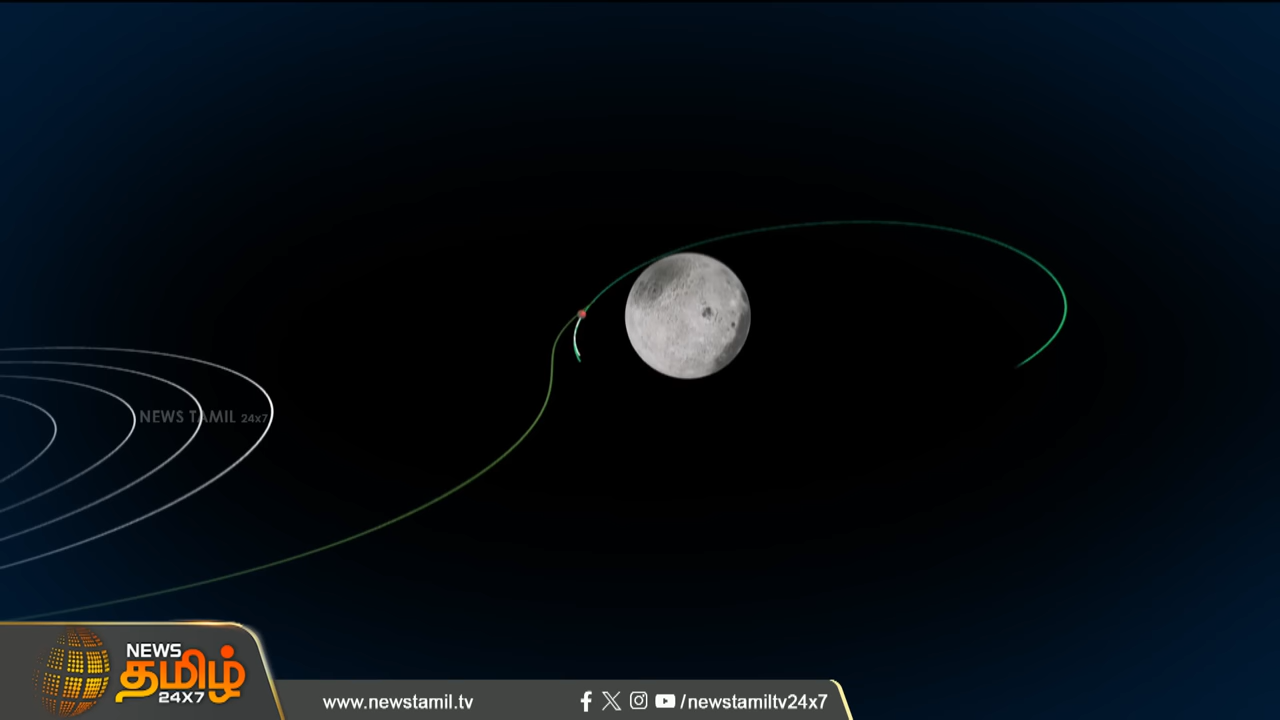 NEWS TAMIL 24x7
NEWS
தமிழ்
24X7
www.newstamil.tv
/newstamiltv24x7